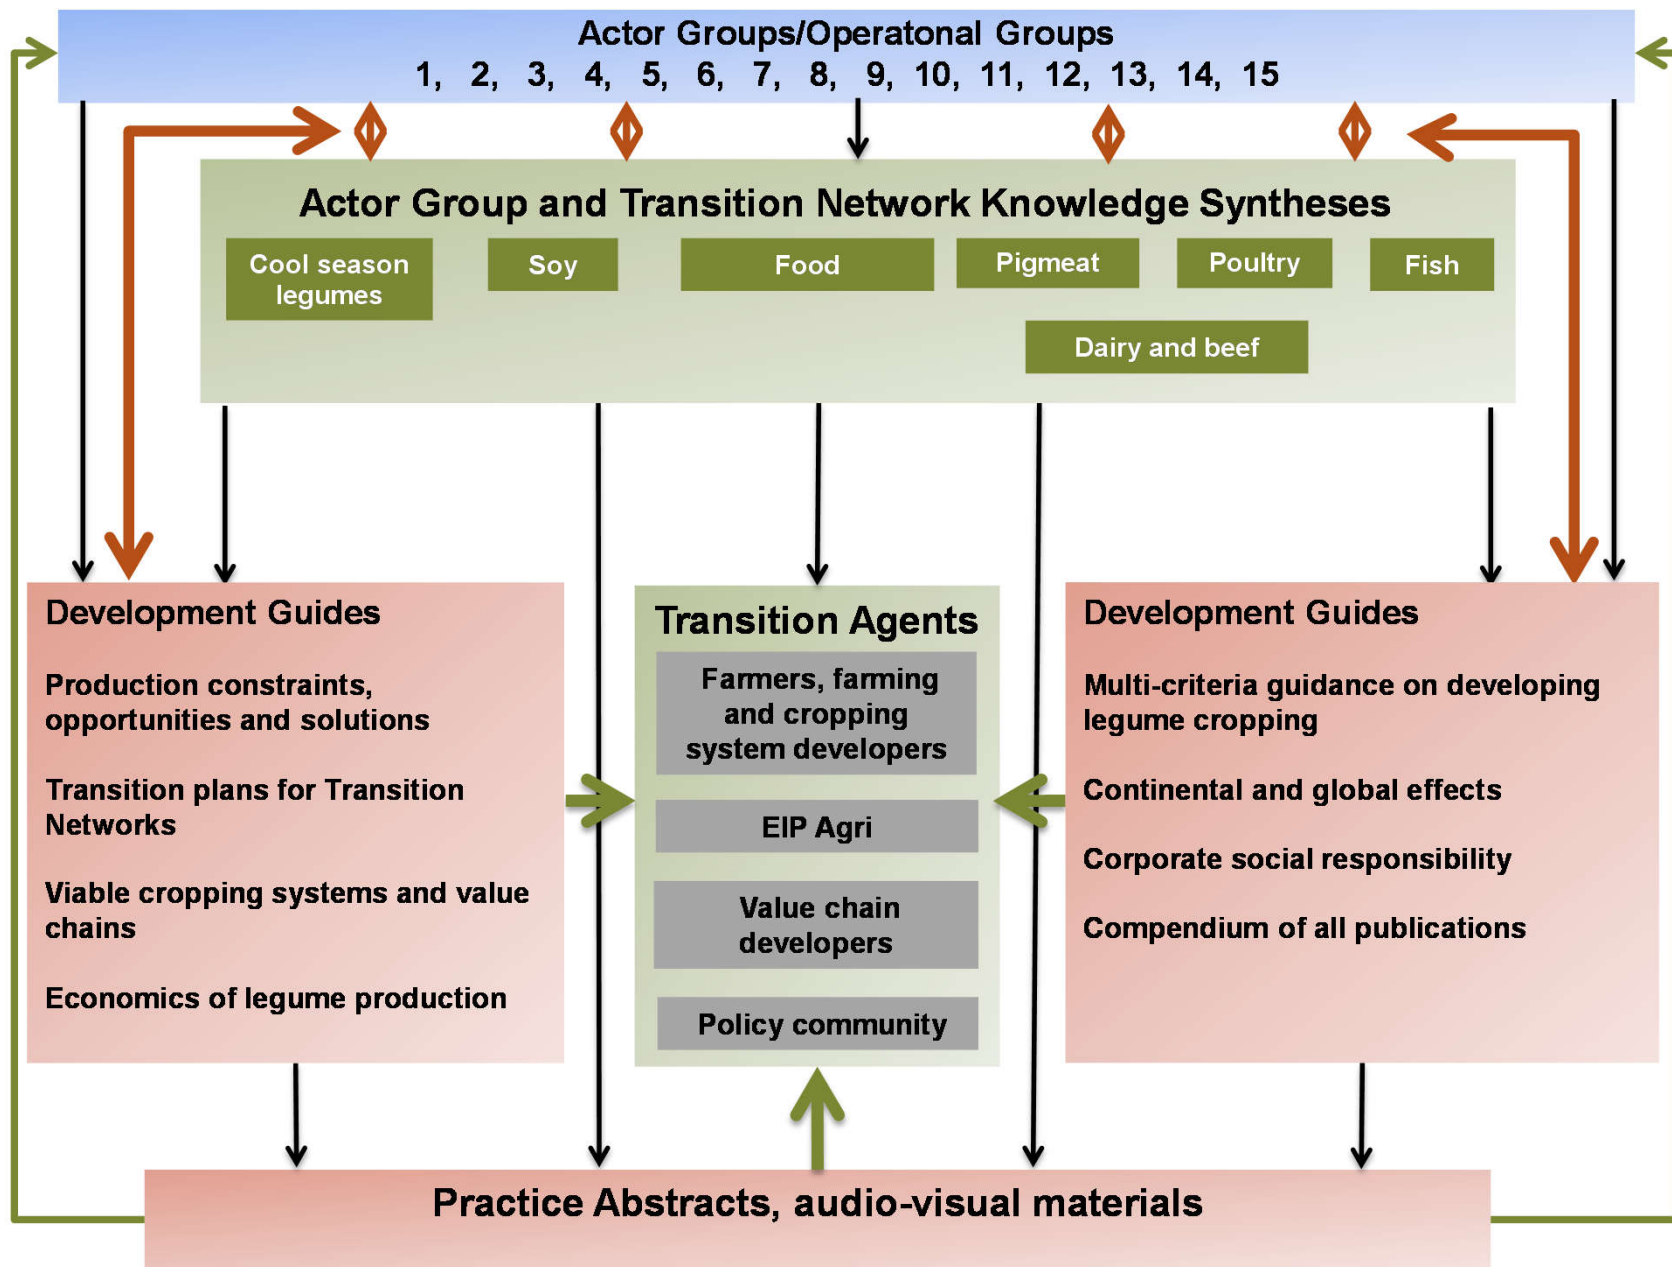 Actor Groups/Operatonal Groups
1, 2, 3, 4, 5, 6, 7, 8, 9, 10, 11, 12, 13, 14, 15
Actor Group and Transition Network Knowledge Syntheses
Cool season
legumes
Soy
Food
Pigmeat
Poultry
Fish
Dairy and beef
Development Guides
Production constraints,
opportunities and solutions
Transition plans for Transition
Networks
Viable cropping systems and value
chains
Economics of legume production
Transition Agents
Farmers, farming
and cropping
system developers
EIP Agri
Value chain
developers
Policy community
Development Guides
Multi-criteria guidance on developing
legume cropping
Continental and global effects
Corporate social responsibility
Compendium of all publications
Practice Abstracts, audio-visual materials